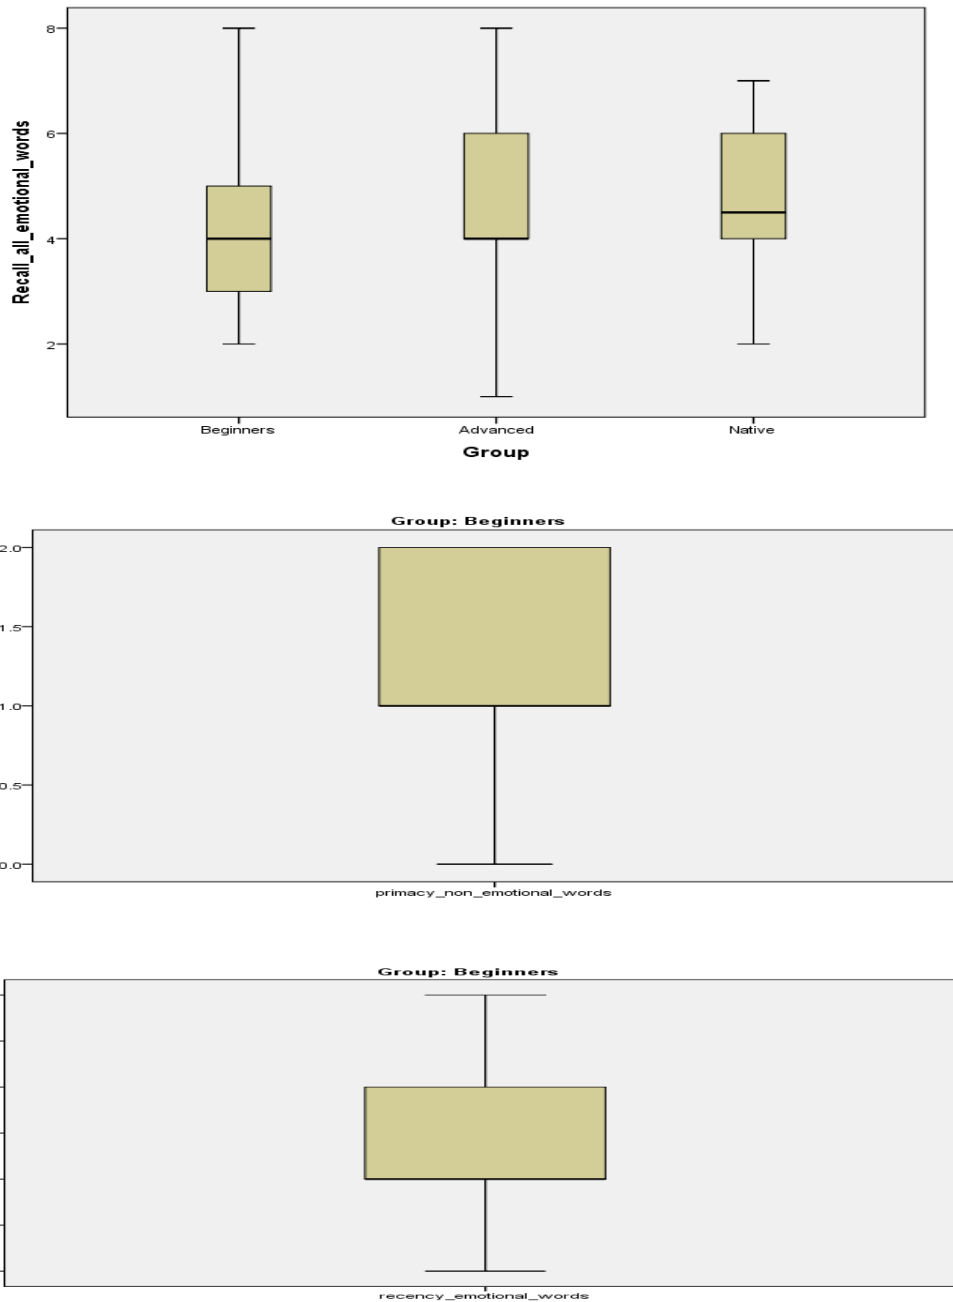 Recall_all_emotional_words
8
6
4
2
Beginners Advanced Native
Group
Group: Beginners
2.0
1.5
1.0
0.5
0.0
primacy_non_emotional_words
Group: Beginners
recency_emotional_words